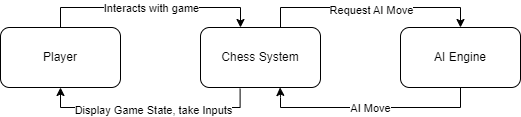 Interacts with game
Request AI Move
Player
Chess System
AI Engine
Display Game State, take Inputs
AI Move